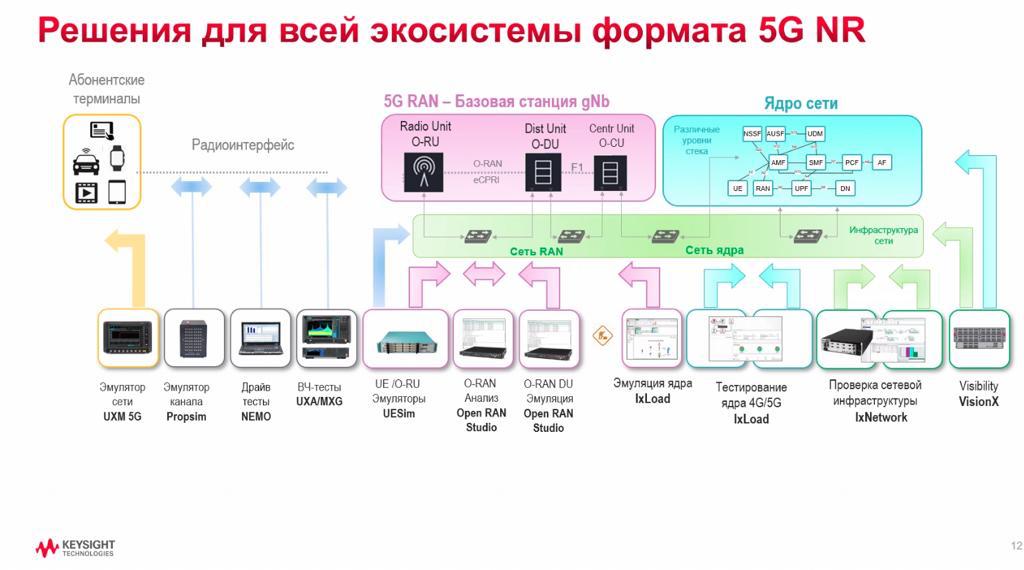 Решения для всей экосистемы формата 5G NR
Абонентские
терминалы
Радиоинтерфейс
5G RAN – Базовая станция gNb
Radio Unit
O-RU
Dist Unit
O-DU
Centr Unit
O-CU
O-RAN
eCPRI
F1
Ядро сети
Различные
уровни
стека
NSSF
AUSF
UDM
AMF
SMF
PCF
AF
UE
RAN
UPF
DN
Сеть RAN
Сеть ядра
Инфраструктура
сети
Эмулятор
сети
UXM 5G
Эмулятор
канала
Propsim
Драйв
тесты
NEMO
ВЧ-тесты
UXA/MXG
UE /O-RU
Эмуляторы
UESim
O-RAN
Анализ
Open RAN
Studio
O-RAN DU
Эмуляция
Open RAN
Studio
Эмуляция ядра
IxLoad
Тестирование
ядра 4G/5G
IxLoad
Проверка сетевой
инфраструктуры
IxNetwork
Visibility
VisionX
KEYSIGHT
TECHNOLOGIES
12